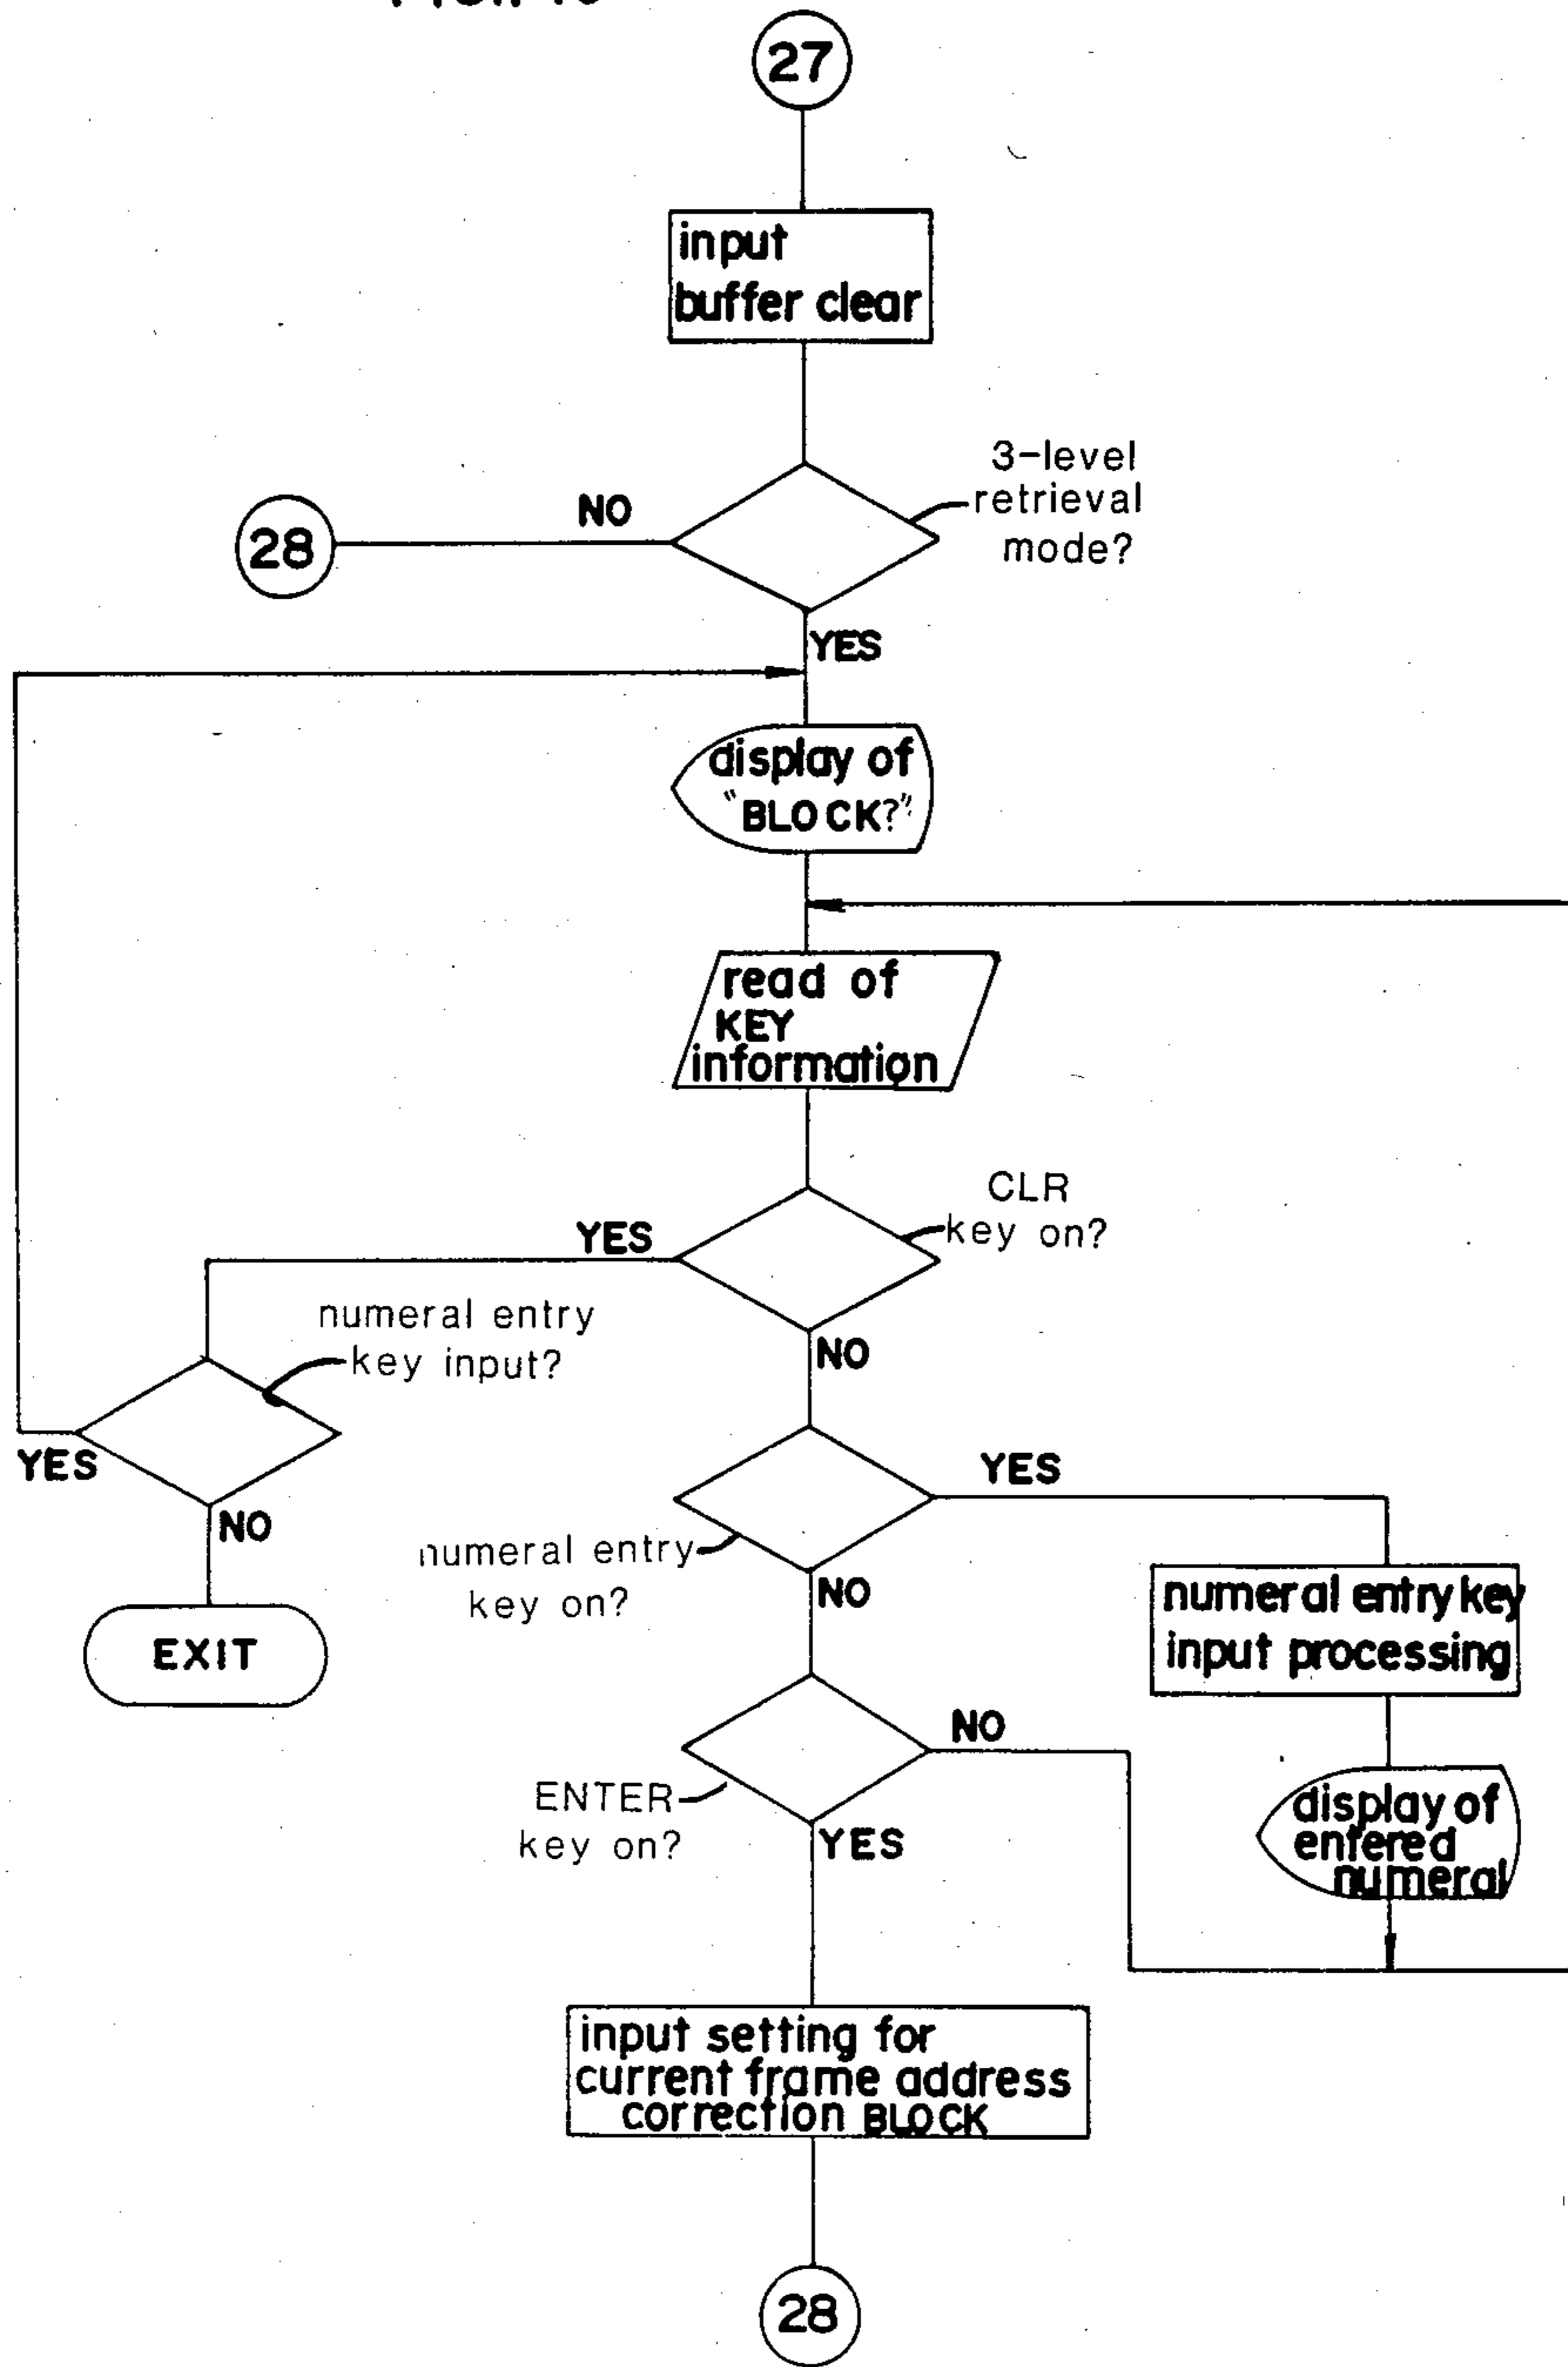 27
input
buffer clear
3-level
retrieval
mode?
NO
28
YES
display of
"BLOCK?"
read of
KEY
information
CLR
key on?
YES
numeral entry
key input?
NO
YES
NO
EXIT
YES
numeral entry
key on?
NO
numeral entry key
input processing
NO
ENTER
key on?
YES
display of
entered
numeral
input setting for
current frame address
correction BLOCK
28